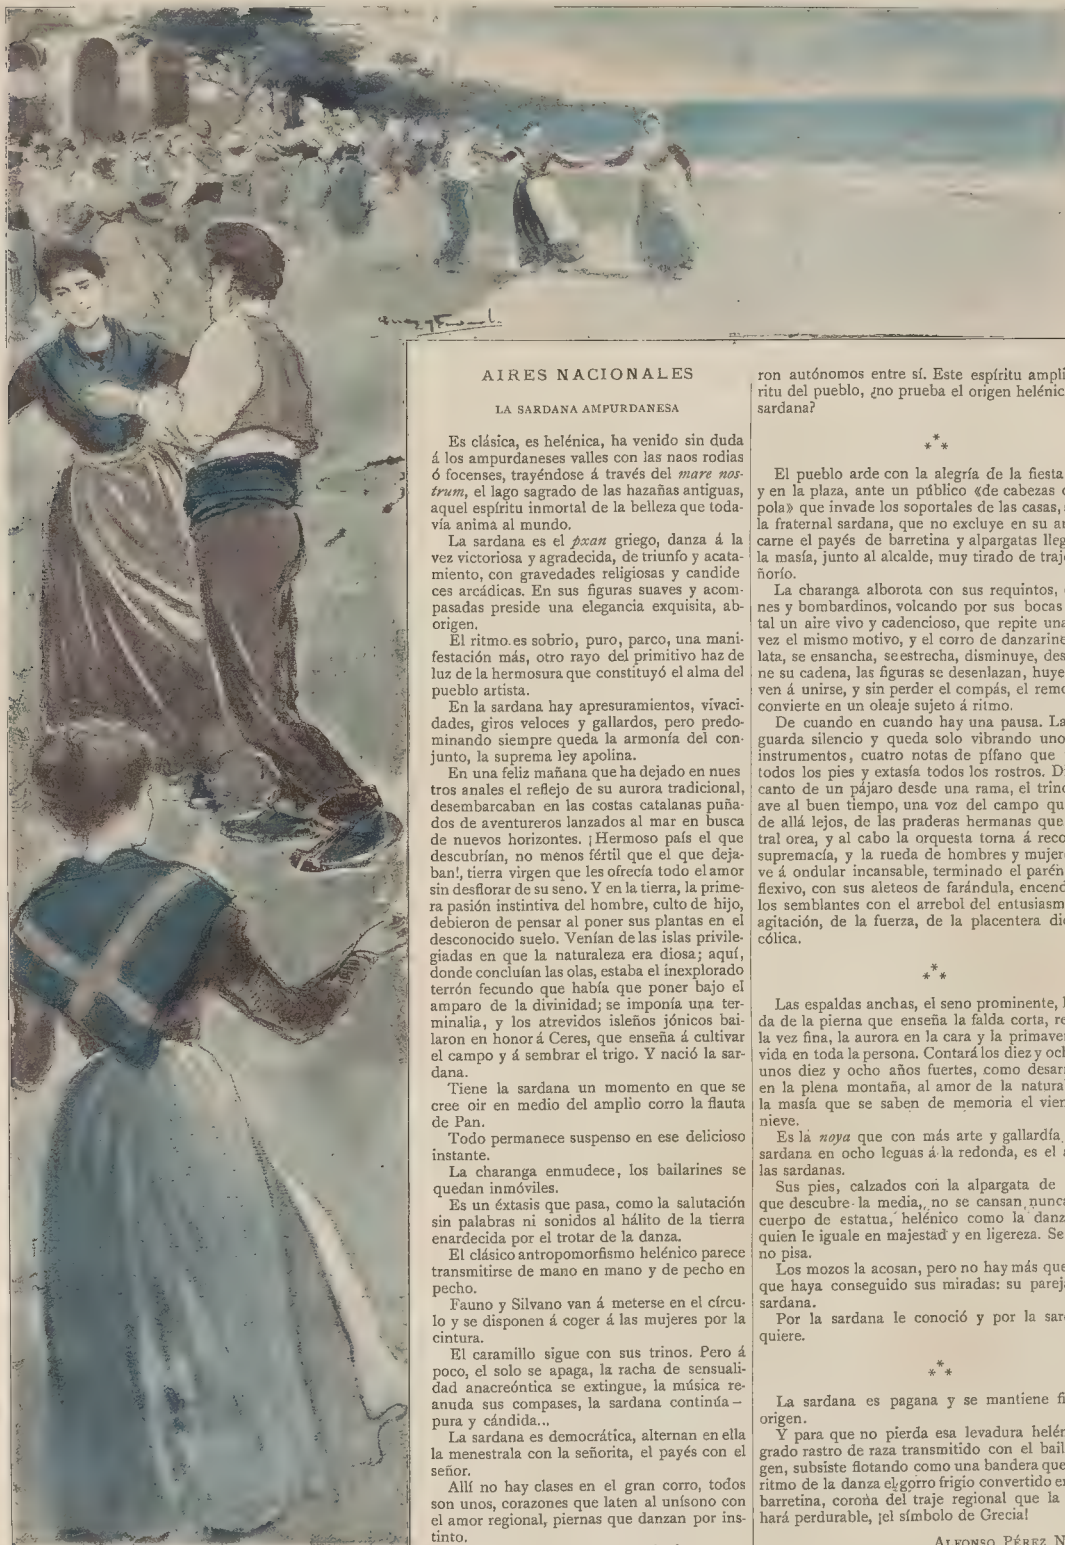 AIRES NACIONALES
LA SARDANA AMPURDANESA
Es clásica, es helénica, ha venido sin duda
á los ampurdaneses valles con las naos rodias
ó focenses, trayéndose á través del mare nos-
trum, el lago sagrado de las hazañas antiguas,
aquel espíritu inmortal de la belleza que toda-
vía anima al mundo.
La sardana es el pxan griego, danza á la
vez victoriosa y agradecida, de triunfo y acata-
miento, con gravedades religiosas y candide
ces arcádicas. En sus figuras suaves y acom-
pasadas preside una elegancia exquisita, ab-
origen.
El ritmo es sobrio, puro, parco, una mani-
festación más, otro rayo del primitivo haz de
luz de la hermosura que constituyó el alma del
pueblo artista.
En la sardana hay apresuramientos, vivaci-
dades, giros veloces y gallardos, pero predo-
minando siempre queda la armonía del con-
junto, la suprema ley apolina.
En una feliz mañana que ha dejado en nues
tros anales el reflejo de su aurora tradicional,
desembarcaban en las costas catalanas puña-
dos de aventureros lanzados al mar en busca
de nuevos horizontes. ¡Hermoso país el que
descubrían, no menos fértil que el que deja-
ban!, tierra virgen que les ofrecía todo el amor
sin desflorar de su seno. Y en la tierra, la prime-
ra pasión instintiva del hombre, culto de hijo,
debieron de pensar al poner sus plantas en el
desconocido suelo. Venían de las islas privile-
giadas en que la naturaleza era diosa; aquí,
donde concluían las olas, estaba el inexplorado
terrón fecundo que había que poner bajo el
amparo de la divinidad; se imponía una ter-
minalia, y los atrevidos isleños jónicos bai-
laron en honor á Ceres, que enseña á cultivar
el campo y á sembrar el trigo. Y nació la sar-
dana.
Tiene la sardana un momento en que se
cree oir en medio del amplio corro la flauta
de Pan.
Todo permanece suspenso en ese delicioso
instante.
La charanga enmudece, los bailarines se
quedan inmóviles.
Es un éxtasis que pasa, como la salutación
sin palabras ni sonidos al hálito de la tierra
enardecida por el trotar de la danza.
El clásico antropomorfismo helénico parece
transmitirse de mano en mano y de pecho en
pecho.
Fauno y Silvano van á meterse en el círcu-
lo y se disponen á coger á las mujeres por la
cintura.
El caramillo sigue con sus trinos. Pero á
poco, el solo se apaga, la racha de sensuali-
dad anacreóntica se extingue, la música re-
anuda sus compases, la sardana continúa –
pura y cándida...
La sardana es democrática, alternan en ella
la menestrala con la señorita, el payés con el
señor.
Allí no hay clases en el gran corro, todos
son unos, corazones que laten al unísono con
el amor regional, piernas que danzan por ins-
tinto.
ron autónomos entre sí. Este espíritu ampli
ritu del pueblo, ¿no prueba el origen helénic
sardana?
***
El pueblo arde con la alegría de la fiesta
y en la plaza, ante un público «de cabezas
pola» que invade los soportales de las casas,
la fraternal sardana, que no excluye en su
carne el payés de barretina y alpargatas lleg
la masía, junto al alcalde, muy tirado de traj
ñorío.
La charanga alborota con sus requintos,
nes y bombardinos, volcando por sus bocas
tal un aire vivo y cadencioso, que repite una
vez el mismo motivo, y el corro de danzarine
lata, se ensancha, se estrecha, disminuye, des
ne su cadena, las figuras se desenlazan, huye
ven á unirse, y sin perder el compás, el remo
convierte en un oleaje sujeto á ritmo.
De cuando en cuando hay una pausa. La
guarda silencio y queda solo vibrando uno
instrumentos, cuatro notas de pífano que
todos los pies y extasía todos los rostros. D
canto de un pájaro desde una rama, el trino
ave al buen tiempo, una voz del campo qu
de allá lejos, de las praderas hermanas que
tral orea, y al cabo la orquesta torna á reco
supremacía, y la rueda de hombres y mujer
ve á ondular incansable, terminado el parén
flexivo, con sus aleteos de farándula, encend
los semblantes con el arrebol del entusiasm
agitación, de la fuerza, de la placentera dic
cólica.
***
Las espaldas anchas, el seno prominente,
da de la pierna que enseña la falda corta, re
la vez fina, la aurora en la cara y la primaver
vida en toda la persona. Contará los diez y och
unos diez y ocho años fuertes, como desarr
en la plena montaña, al amor de la natural
la masía que se saben de memoria el vien
nieve.
Es la noya que con más arte y gallardía
sardana en ocho leguas á la redonda, es el
las sardanas.
Sus pies, calzados con la alpargata de
que descubre la media, no se cansan nunca
cuerpo de estatua, helénico como la danz
quien le iguale en majestad y en ligereza. Se
no pisa.
Los mozos la acosan, pero no hay más que
que haya conseguido sus miradas: su parej
sardana.
Por la sardana le conoció y por la sar
quiere.
***
La sardana es pagana y se mantiene fi
origen.
Y para que no pierda esa levadura helén
grado rastro de raza transmitido con el bail
gen, subsiste flotando como una bandera que
ritmo de la danza el gorro frigio convertido e
barretina, corona del traje regional que la
hará perdurable, ¡el símbolo de Grecia!
ALFONSO PÉREZ N